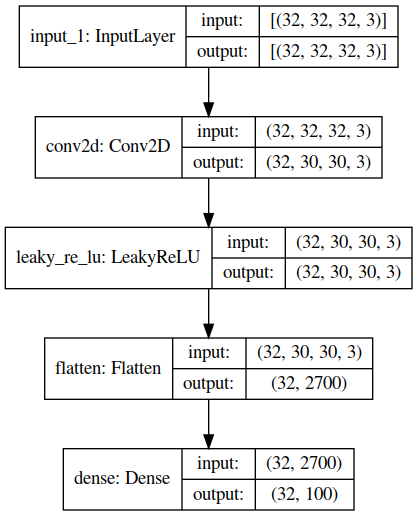 input_1: InputLayer
input: [(32, 32, 32, 3)]
output: [(32, 32, 32, 3)]
conv2d: Conv2D
input: (32, 32, 32, 3)
output: (32, 30, 30, 3)
leaky_re_lu: LeakyReLU
input: (32, 30, 30, 3)
output: (32, 30, 30, 3)
flatten: Flatten
input: (32, 30, 30, 3)
output: (32, 2700)
dense: Dense
input: (32, 2700)
output: (32, 100)